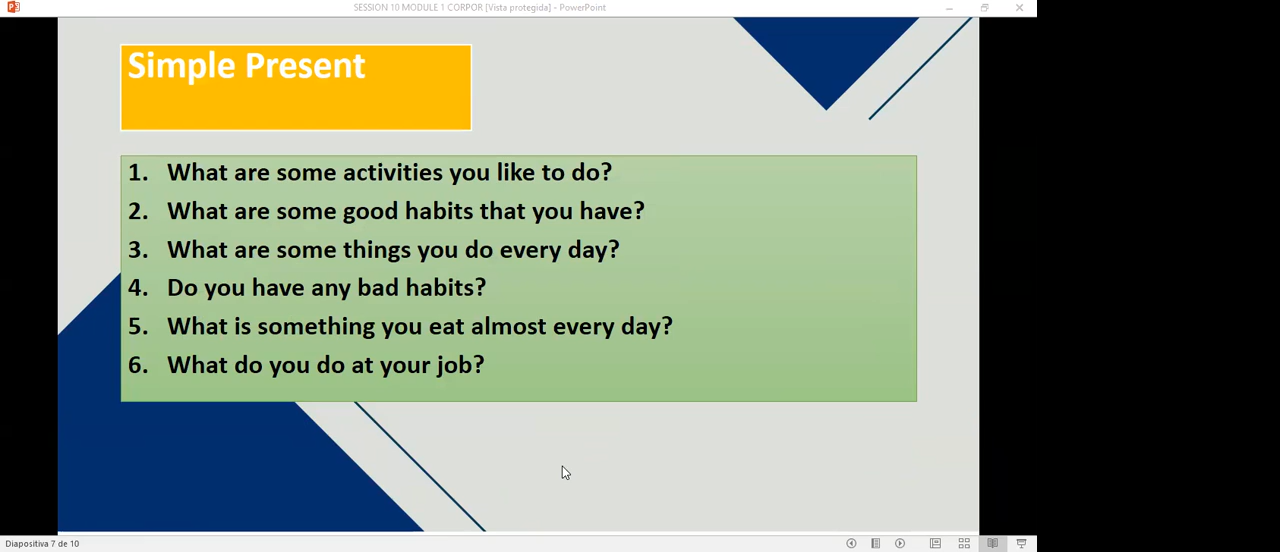 SESSION 10 MODULE 1 CORPOR [Vista protegida] - PowerPoint
Simple Present
1. What are some activities you like to do?
2. What are some good habits that you have?
3. What are some things you do every day?
4. Do you have any bad habits?
5. What is something you eat almost every day?
6. What do you do at your job?
Diapositiva 7 de 10